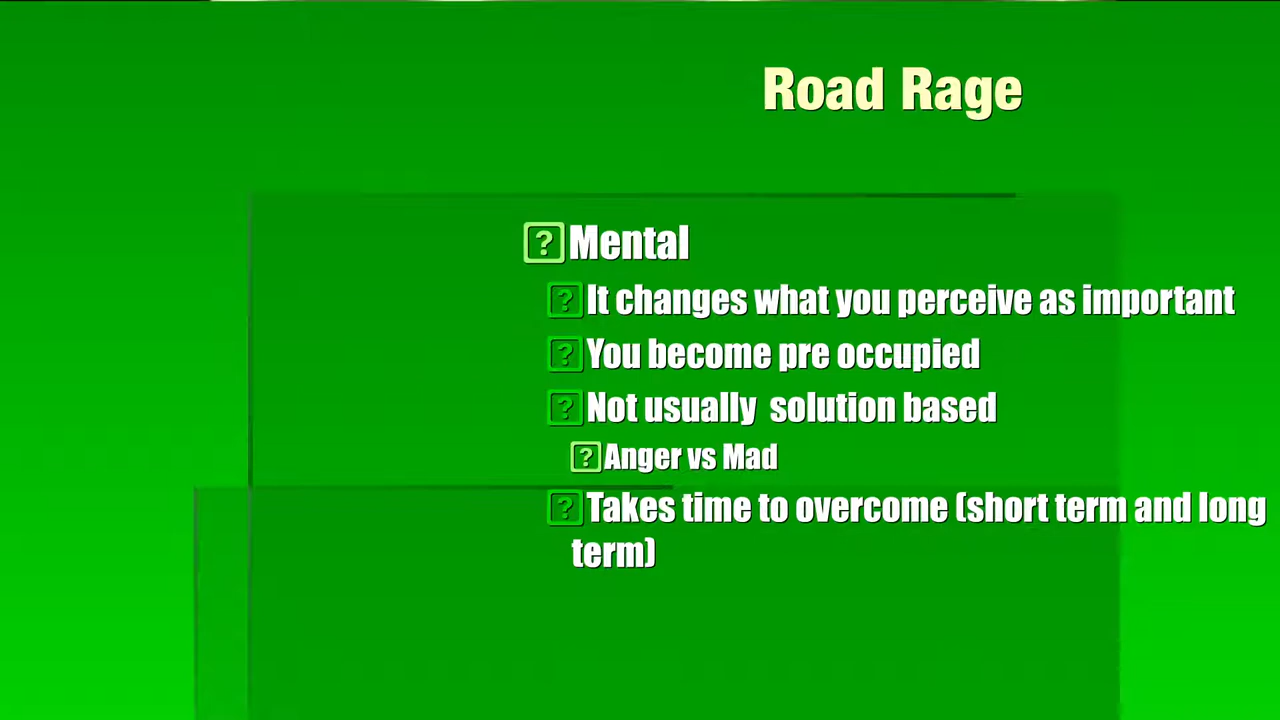 Road Rage
Mental
It changes what you perceive as important
You become pre occupied
Not usually  solution based
Anger vs Mad
Takes time to overcome (short term and long
term)